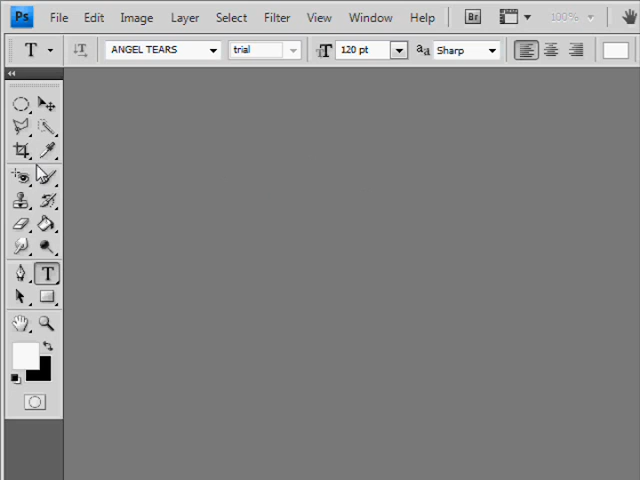 Ps File Edit Image Layer Select Filter View Window Help Br 100%
T T ANGEL TEARS trial TT 120 pt aa Sharp
T